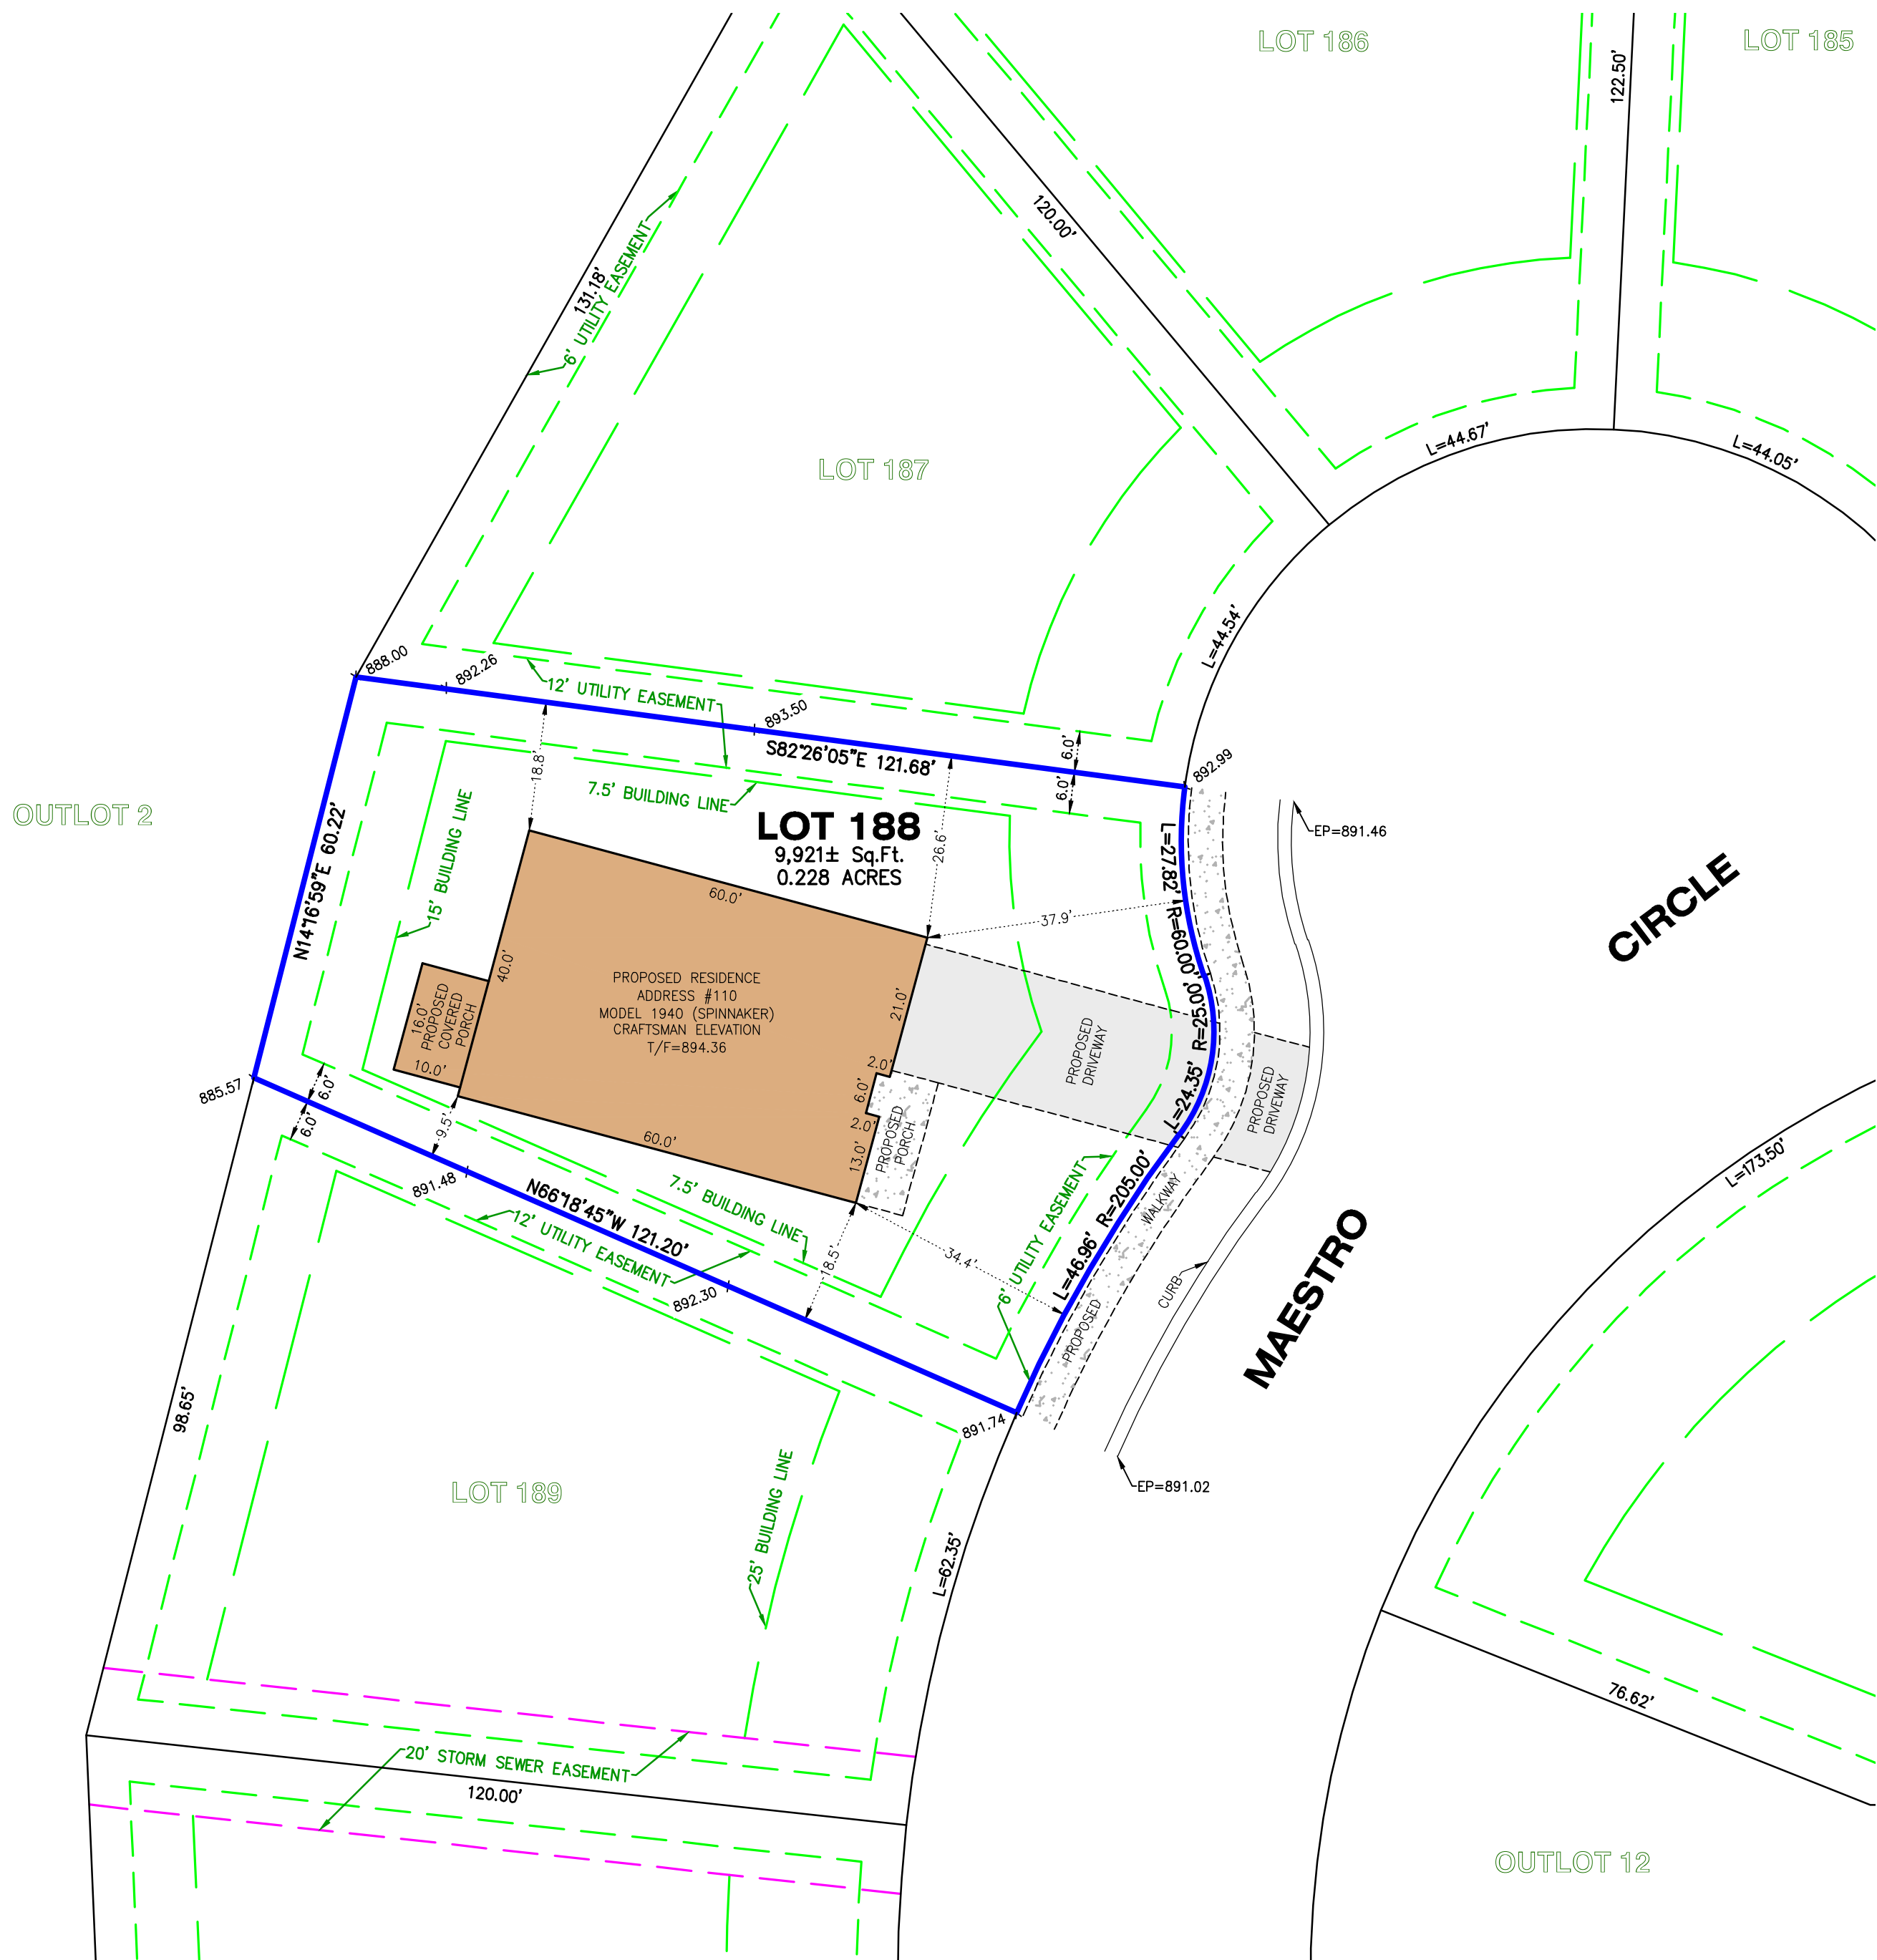 LOT 186
LOT 185
122.50'
120.00'
6' UTILITY EASEMENT
131.18'
L=44.67'
L=44.05'
LOT 187
L=44.54'
888.00
892.26
12' UTILITY EASEMENT
893.50
S82°26'05"E 121.68'
6.0'
6.0'
892.99
18.8'
7.5' BUILDING LINE
OUTLOT 2
N14°16'59"E 60.22'
15' BUILDING LINE
LOT 188
9,921± Sq.Ft.
0.228 ACRES
26.6'
L=27.82' R=60.00'
EP=891.46
CIRCLE
60.0'
37.9'
40.0'
PROPOSED RESIDENCE
ADDRESS #110
MODEL 1940 (SPINNAKER)
CRAFTSMAN ELEVATION
T/F=894.36
21.0'
16.0'
PROPOSED
COVERED
PORCH
10.0'
PROPOSED
DRIVEWAY
L=24.35' R=25.00'
PROPOSED
DRIVEWAY
2.0'
6.0'
2.0'
13.0'
PROPOSED
PORCH
885.57
6.0'
6.0'
9.5'
60.0'
891.48
N66°18'45"W 121.20'
7.5' BUILDING LINE
12' UTILITY EASEMENT
892.30
18.5'
34.4'
6' UTILITY EASEMENT
L=46.96' R=205.00'
PROPOSED
WALKWAY
CURB
MAESTRO
L=173.50'
891.74
EP=891.02
98.65'
LOT 189
25' BUILDING LINE
L=62.35'
76.62'
20' STORM SEWER EASEMENT
120.00'
OUTLOT 12